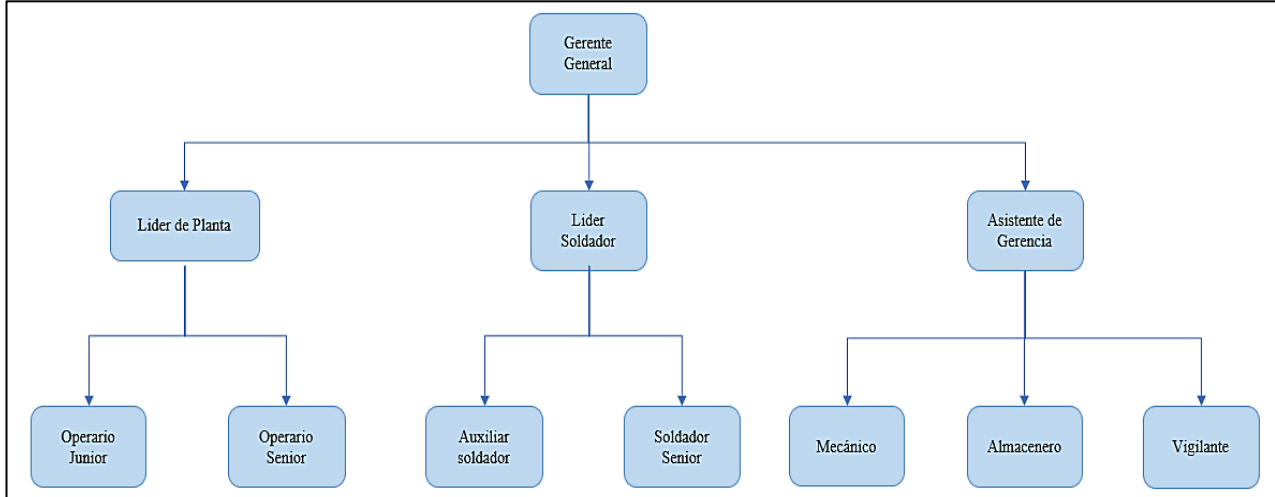 Gerente
General
Lider de Planta
Lider
Soldador
Asistente de
Gerencia
Operario
Junior
Operario
Senior
Auxiliar
soldador
Soldador
Senior
Mecánico
Almacenero
Vigilante